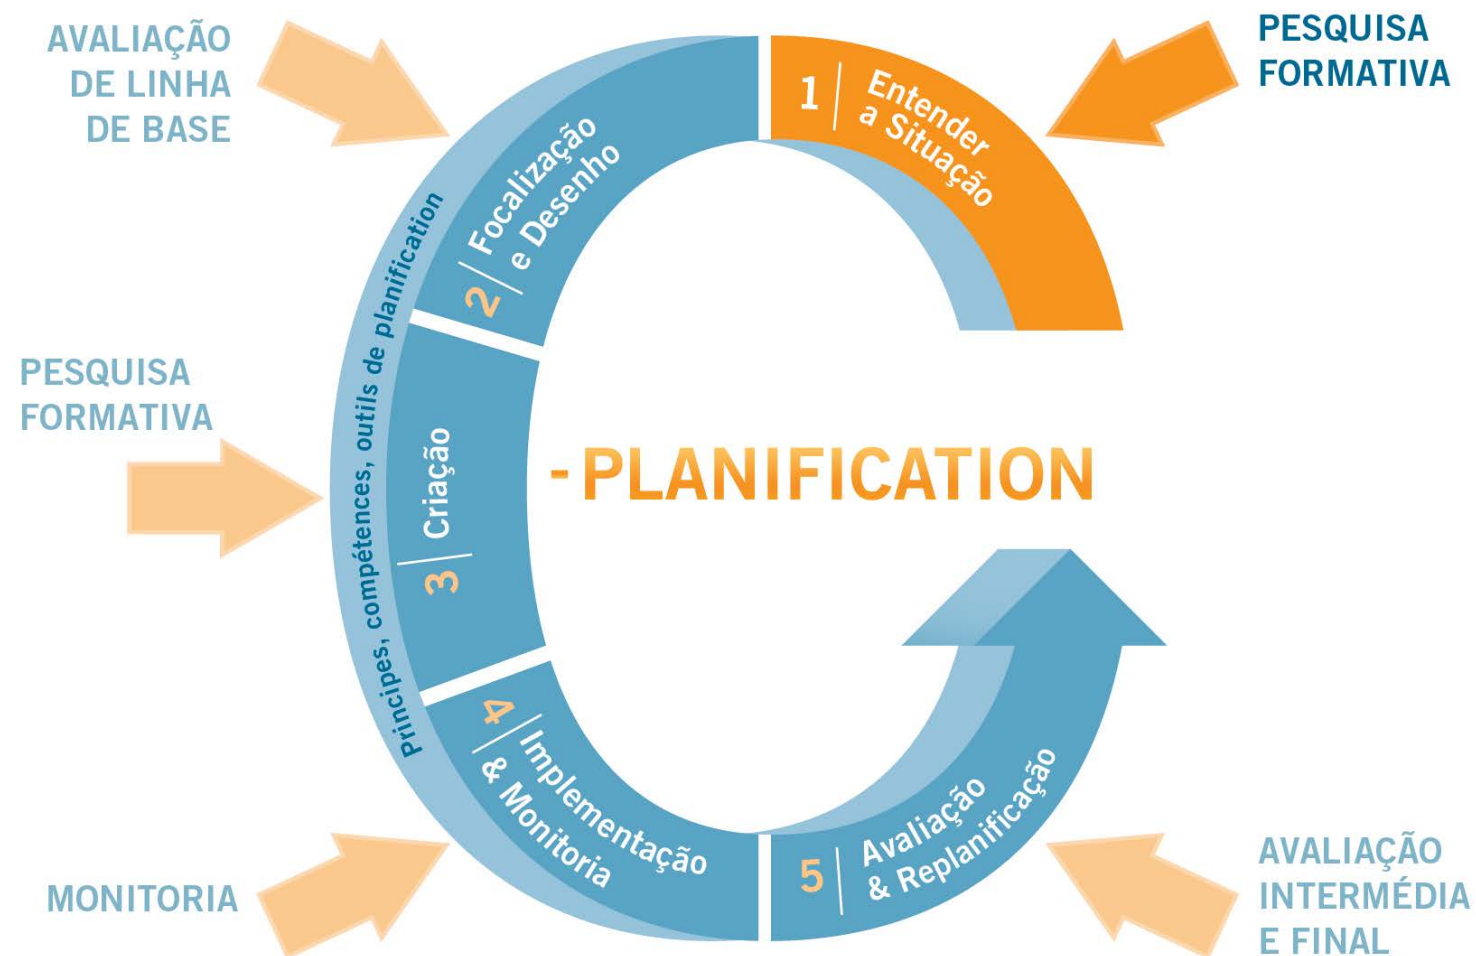 AVALIAÇÃO
DE LINHA
DE BASE
PESQUISA
FORMATIVA
1
Entender
a Situação
2
Focalização
e Desenho
Principes, compétences, outils de planification
PESQUISA
FORMATIVA
3
Criação
- PLANIFICATION
4
Implementação
& Monitoria
5
Avaliação
& Replanificação
MONITORIA
AVALIAÇÃO
INTERMÉDIA
E FINAL